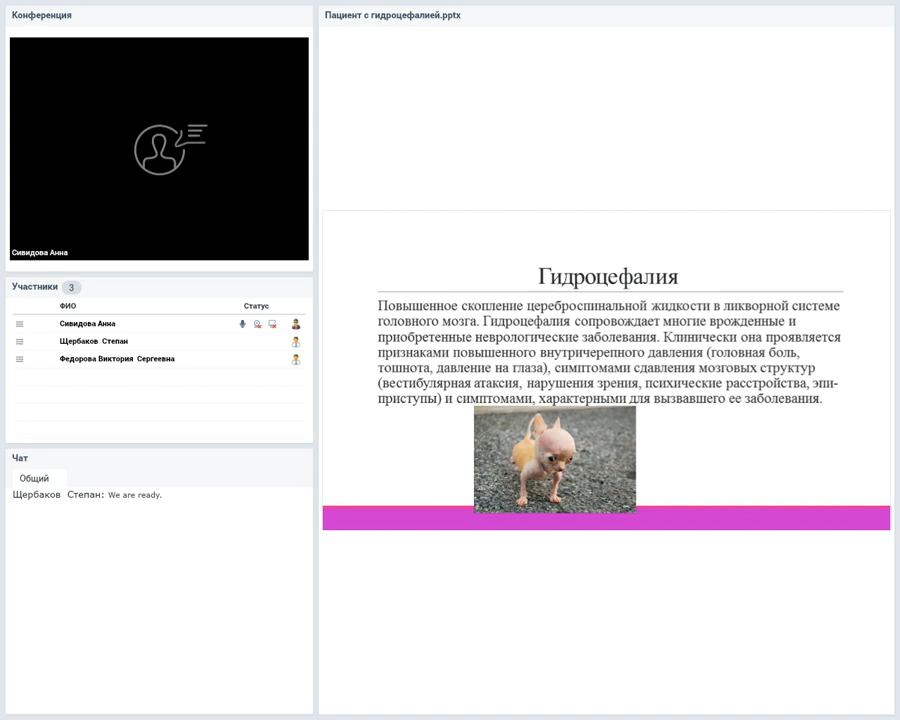 Конференция
Сивидова Анна
Участники 3
ФИО Статус
Сивидова Анна
Щербаков Степан
Федорова Виктория Сергеевна
Чат
Общий
Щербаков Степан: We are ready.
Пациент с гидроцефалией.pptx
Гидроцефалия
Повышенное скопление цереброспинальной жидкости в ликворной системе
головного мозга. Гидроцефалия сопровождает многие врожденные и
приобретенные неврологические заболевания. Клинически она проявляется
признаками повышенного внутричерепного давления (головная боль,
тошнота, давление на глаза), симптомами сдавления мозговых структур
(вестибулярная атаксия, нарушения зрения, психические расстройства, эпи-
приступы) и симптомами, характерными для вызвавшего ее заболевания.